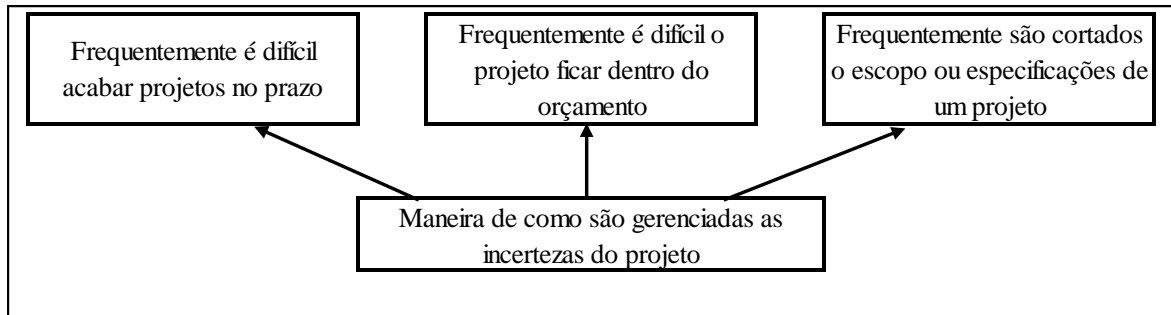 Frequentemente é difícil
acabar projetos no prazo
Frequentemente é difícil o
projeto ficar dentro do
orçamento
Frequentemente são cortados
o escopo ou especificações de
um projeto
Maneira de como são gerenciadas as
incertezas do projeto